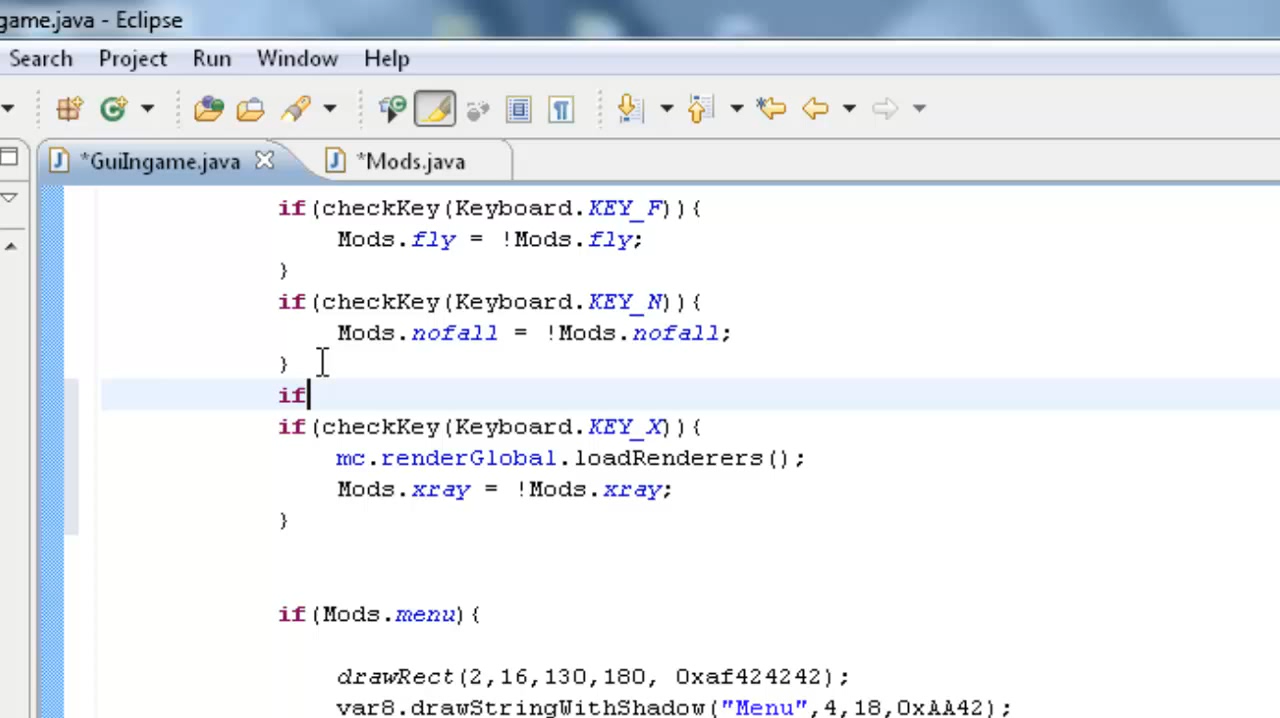 game.java - Eclipse
Search Project Run Window Help
*GuiIngame.java *Mods.java
if(checkKey(Keyboard.KEY_F)){
Mods.fly = !Mods.fly;
}
if(checkKey(Keyboard.KEY_N)){
Mods.nofall = !Mods.nofall;
}
if
if(checkKey(Keyboard.KEY_X)){
mc.renderGlobal.loadRenderers();
Mods.xray = !Mods.xray;
}
if(Mods.menu){
drawRect(2,16,130,180, 0xaf424242);
var8.drawStringWithShadow("Menu",4,18,0xAA42);